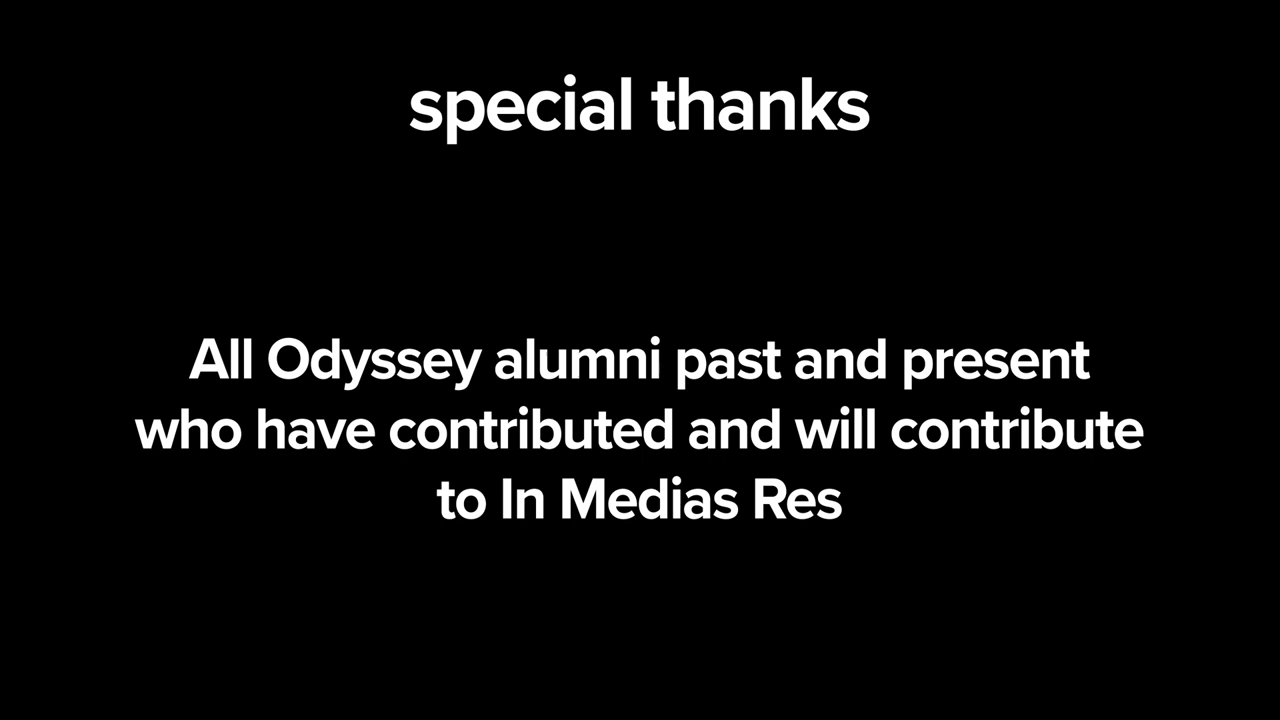 special thanks
All Odyssey alumni past and present
who have contributed and will contribute
to In Medias Res